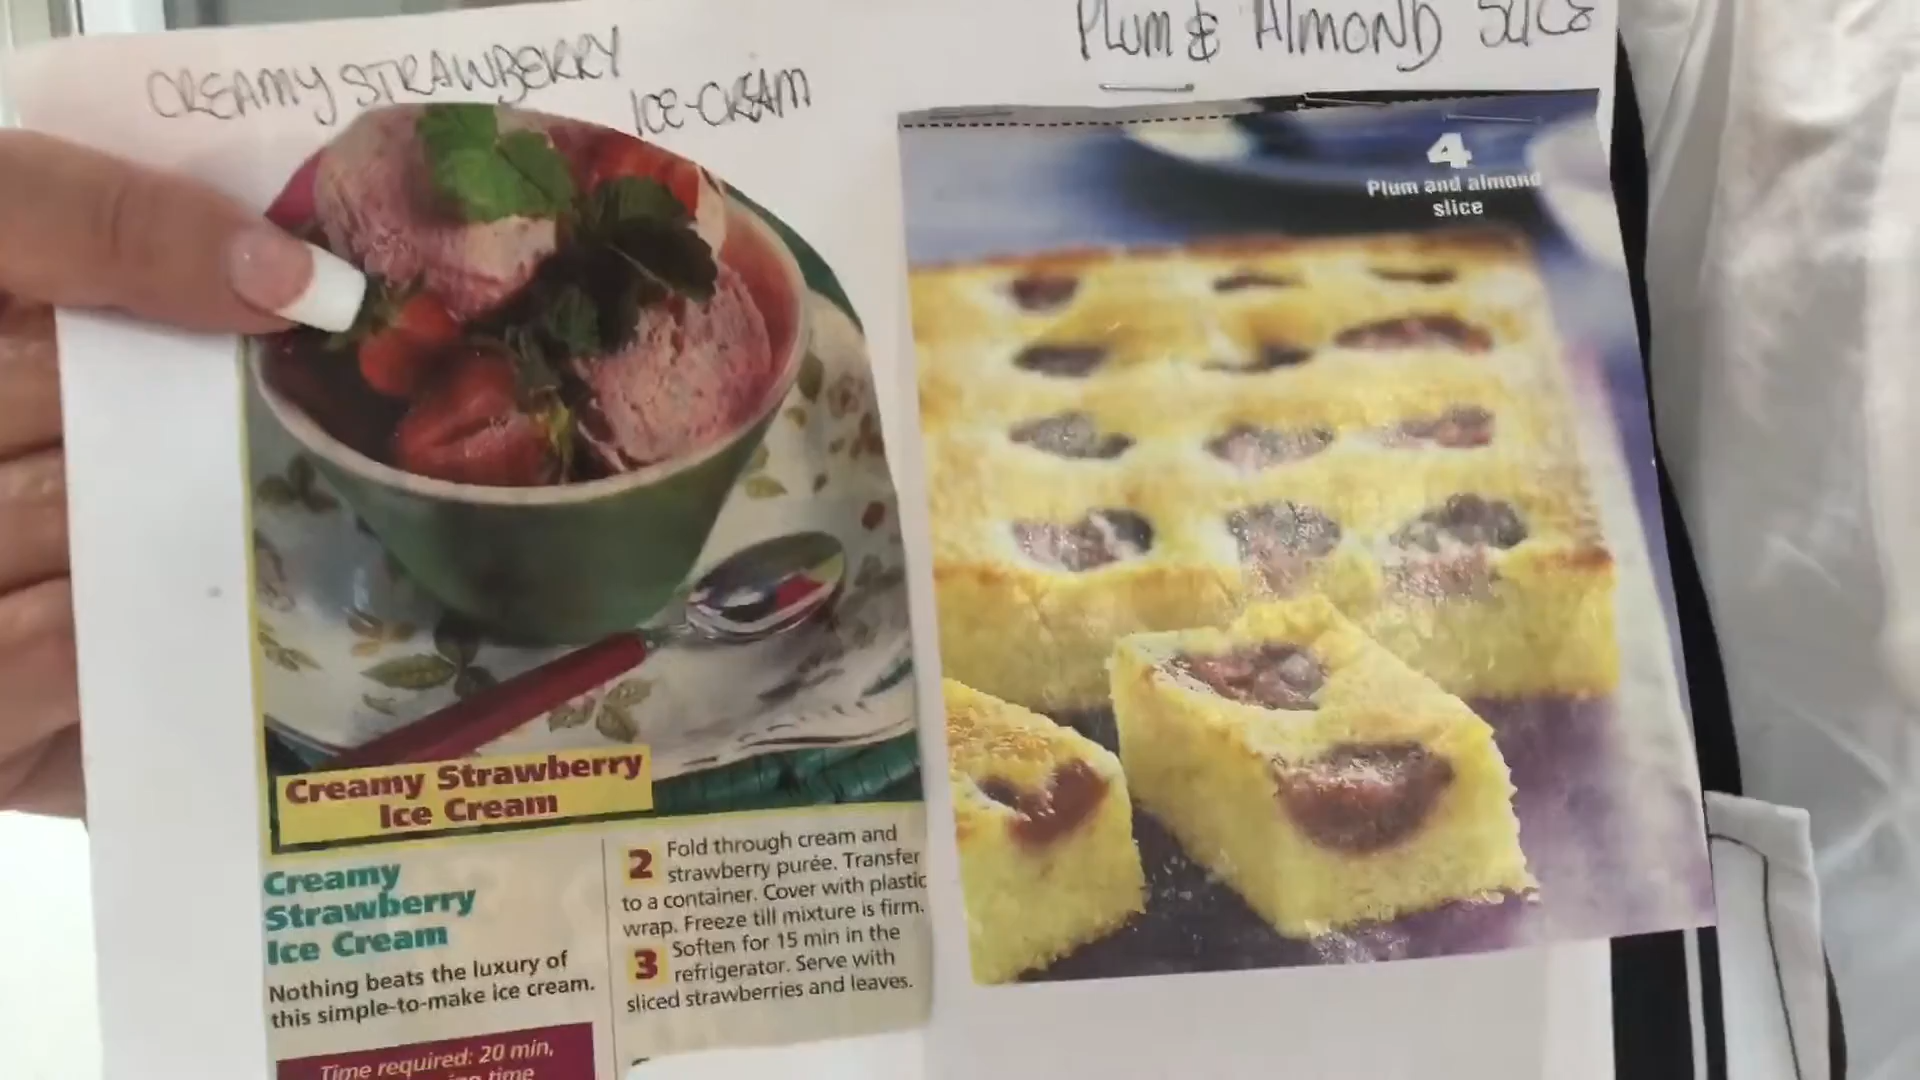 CREAMY STRAWBERRY
ICE-CREAM
Plum & Almond Slice
4
Plum and almond
slice
Creamy Strawberry
Ice Cream
Creamy
Strawberry
Ice Cream
Nothing beats the luxury of
this simple-to-make ice cream.
Time required: 20 min,
time
2 Fold through cream and
strawberry purée. Transfer
to a container. Cover with plastic
wrap. Freeze till mixture is firm.
3 Soften for 15 min in the
refrigerator. Serve with
sliced strawberries and leaves.